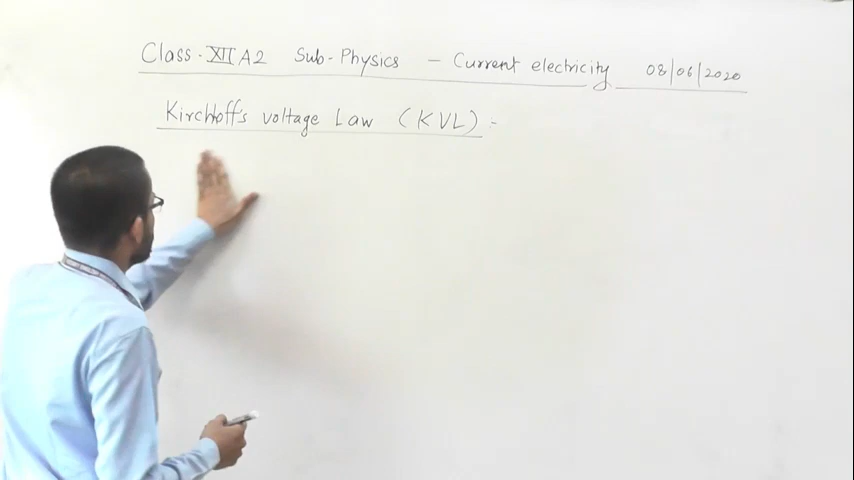 Class - XII A2 Sub - Physics - Current electricity 08/06/2020
Kirchhoff's voltage Law (KVL) :-